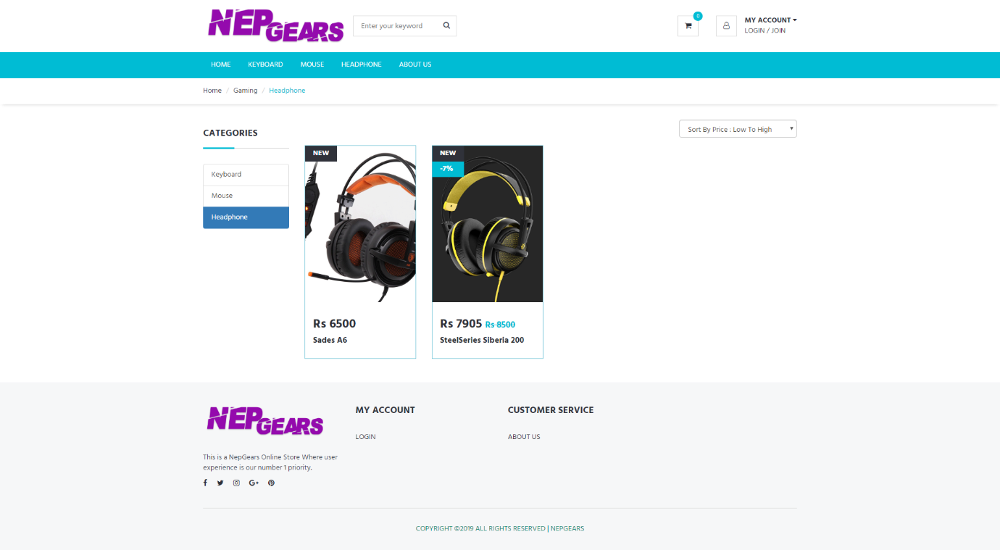 NEPGEARS
Enter your keyword
0
MY ACCOUNT
LOGIN / JOIN
HOME KEYBOARD MOUSE HEADPHONE ABOUT US
Home / Gaming / Headphone
CATEGORIES
Keyboard
Mouse
Headphone
Sort By Price : Low To High
NEW
Rs 6500
Sades A6
NEW
-7%
Rs 7905 Rs 8500
SteelSeries Siberia 200
NEPGEARS
This is a NepGears Online Store Where user
experience is our number 1 priority.
MY ACCOUNT
LOGIN
CUSTOMER SERVICE
ABOUT US
COPYRIGHT ©2019 ALL RIGHTS RESERVED | NEPGEARS